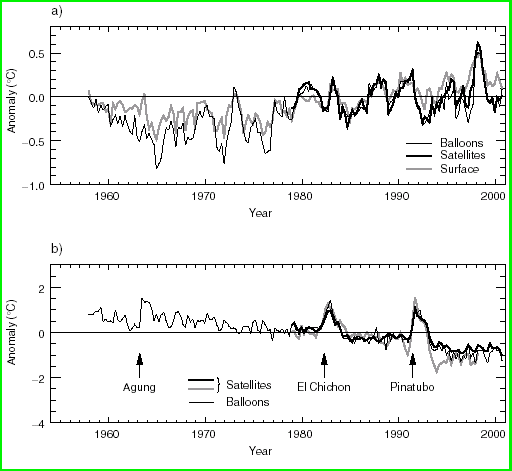 a)
0.5
0.0
−0.5
−1.0
Anomaly (°C)
Balloons
Satellites
Surface
1960
1970
1980
1990
2000
Year
b)
2
0
−2
−4
Anomaly (°C)
Agung
El Chichon
Pinatubo
} Satellites
Balloons
1960
1970
1980
1990
2000
Year